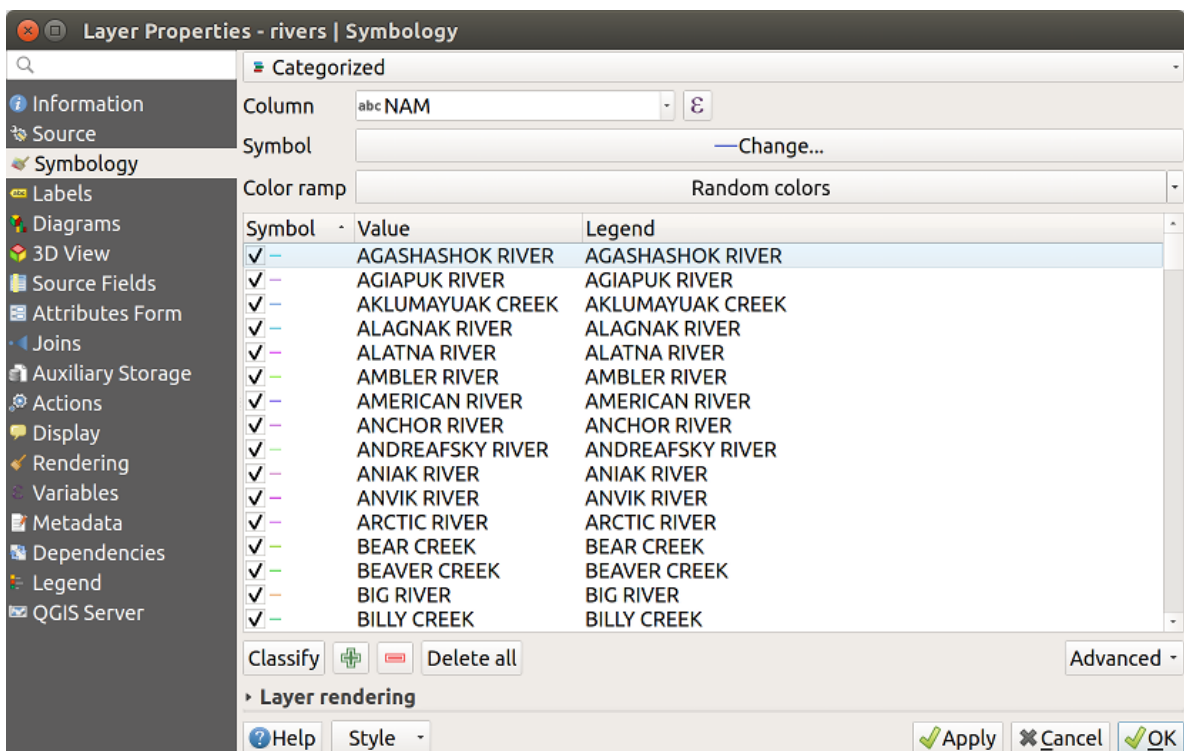 Layer Properties - rivers | Symbology
Information
Source
Symbology
Labels
Diagrams
3D View
Source Fields
Attributes Form
Joins
Auxiliary Storage
Actions
Display
Rendering
Variables
Metadata
Dependencies
Legend
QGIS Server
Categorized
Column abc NAM ε
Symbol Change...
Color ramp Random colors
Symbol Value Legend
AGASHASHOK RIVER AGASHASHOK RIVER
AGIAPUK RIVER AGIAPUK RIVER
AKLUMAYUAK CREEK AKLUMAYUAK CREEK
ALAGNAK RIVER ALAGNAK RIVER
ALATNA RIVER ALATNA RIVER
AMBLER RIVER AMBLER RIVER
AMERICAN RIVER AMERICAN RIVER
ANCHOR RIVER ANCHOR RIVER
ANDREAFSKY RIVER ANDREAFSKY RIVER
ANIAK RIVER ANIAK RIVER
ANVIK RIVER ANVIK RIVER
ARCTIC RIVER ARCTIC RIVER
BEAR CREEK BEAR CREEK
BEAVER CREEK BEAVER CREEK
BIG RIVER BIG RIVER
BILLY CREEK BILLY CREEK
Classify Delete all Advanced
Layer rendering
Help Style Apply Cancel OK